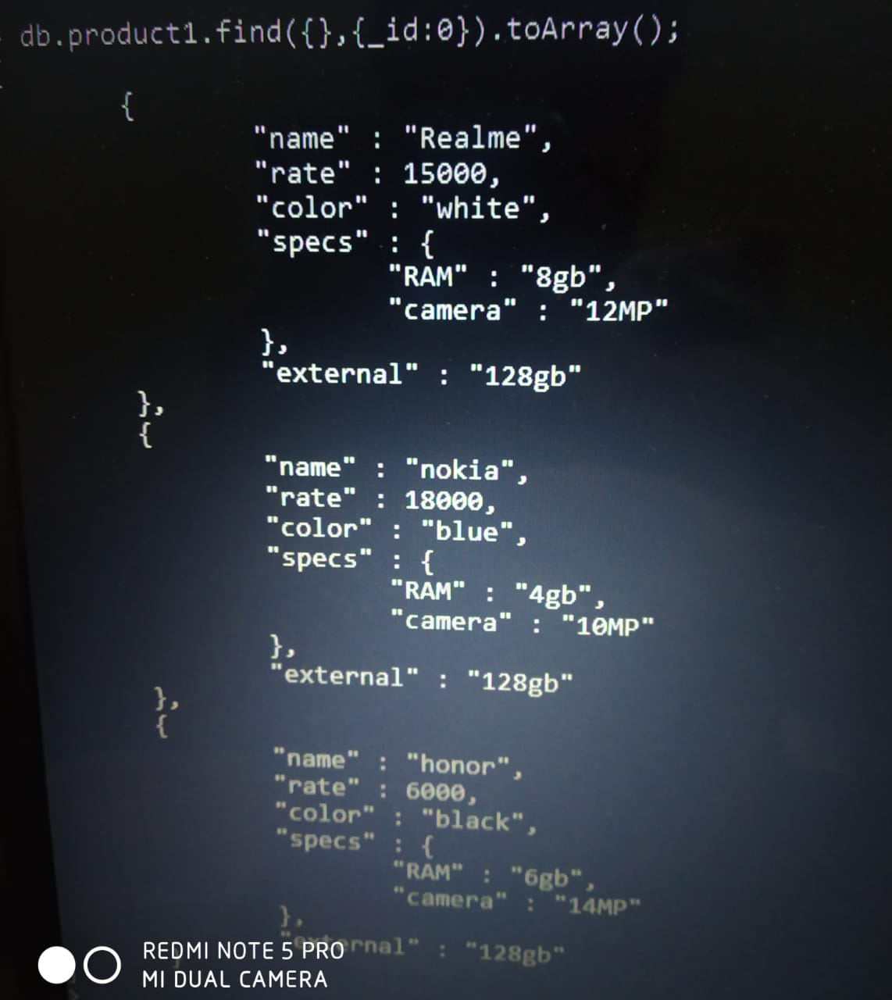 db.product1.find({},{_id:0}).toArray();
{
"name" : "Realme",
"rate" : 15000,
"color" : "white",
"specs" : {
"RAM" : "8gb",
"camera" : "12MP"
},
"external" : "128gb"
},
{
"name" : "nokia",
"rate" : 18000,
"color" : "blue",
"specs" : {
"RAM" : "4gb",
"camera" : "10MP"
},
"external" : "128gb"
},
{
"name" : "honor",
"rate" : 6000,
"color" : "black",
"specs" : {
"RAM" : "6gb",
"camera" : "14MP"
},
"external" : "128gb"
REDMI NOTE 5 PRO
MI DUAL CAMERA